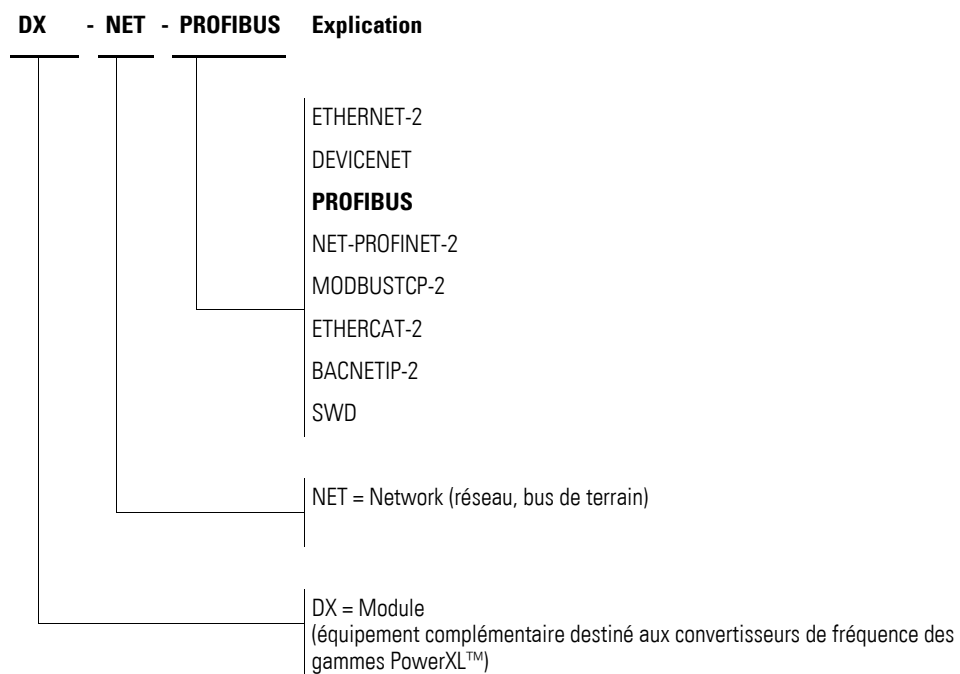 DX - NET - PROFIBUS Explication
ETHERNET-2
DEVICENET
PROFIBUS
NET-PROFINET-2
MODBUSTCP-2
ETHERCAT-2
BACNETIP-2
SWD
NET = Network (réseau, bus de terrain)
DX = Module
(équipement complémentaire destiné aux convertisseurs de fréquence des
gammes PowerXL™)